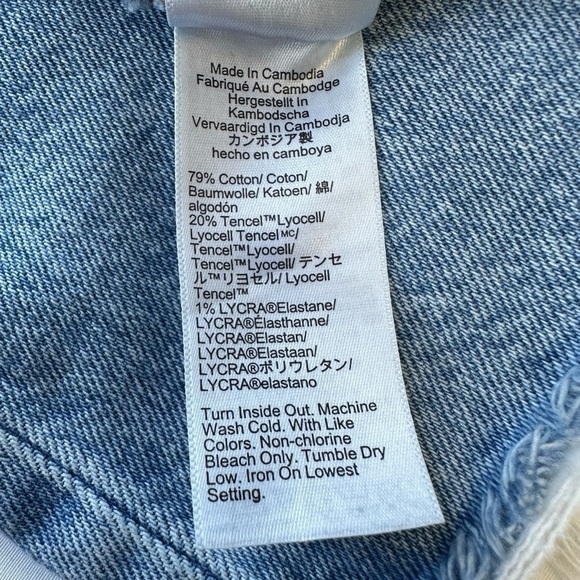 Made In Cambodia
Fabriqué Au Cambodge
Hergestellt In
Kambodscha
Vervaardigd In Cambodja
カンボジア製
hecho en camboya
79% Cotton/ Coton/
Baumwolle/ Katoen/ 綿/
algodón
20% Tencel™Lyocell/
Lyocell Tencelᴹᶜ/
Tencel™Lyocell/
Tencel™Lyocell/ テンセ
ル™リヨセル/ Lyocell
Tencel™
1% LYCRA®Elastane/
LYCRA®Élasthanne/
LYCRA®Elastan/
LYCRA®Elastaan/
LYCRA®ポリウレタン/
LYCRA®elastano
Turn Inside Out. Machine
Wash Cold. With Like
Colors. Non-chlorine
Bleach Only. Tumble Dry
Low. Iron On Lowest
Setting.